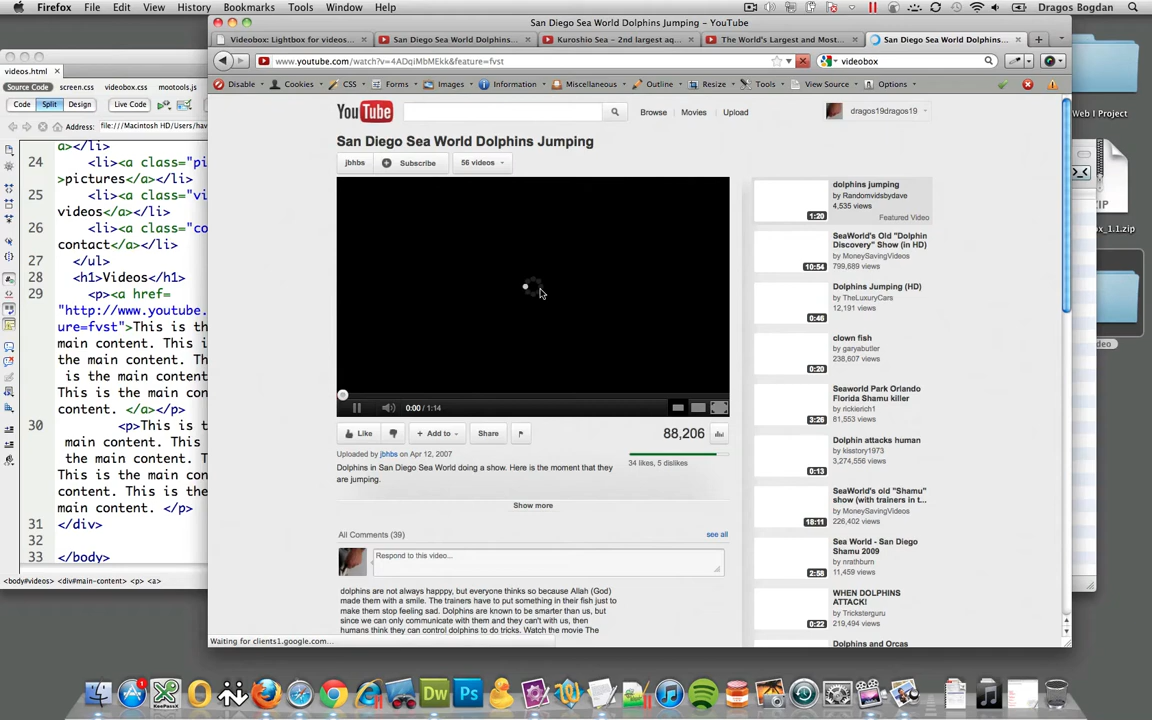 Firefox File Edit View History Bookmarks Tools Window Help
Dragos Bogdan
San Diego Sea World Dolphins Jumping - YouTube
Videobox: Lightbox for videos...
San Diego Sea World Dolphins...
Kuroshio Sea - 2nd largest aq...
The World's Largest and Most...
San Diego Sea World Dolphins...
www.youtube.com/watch?v=4ADqiMbMEkk&feature=fvst
videobox
Disable Cookies CSS Forms Images Information Miscellaneous Outline Resize Tools View Source Options
videos.html
Source Code screen.css videobox.css mootools.js
Code Split Design Live Code
Address: file:///Macintosh HD/Users/hav
a></li>
24 <li><a class="pi
>pictures</a></li>
25 <li><a class="vi
videos</a></li>
26 <li><a class="co
contact</a></li>
27 </ul>
28 <h1>Videos</h1>
29 <p><a href=
"http://www.youtube.
ure=fvst">This is th
main content. This i
the main content. Th
is the main content.
This is the main con
content. </a></p>
30 <p>This is t
main content. This
the main content. Th
This is the main con
content. This is the
main content. </p>
31 </div>
33 </body>
<body#videos> <div#main-content> <p> <a>
You Tube
Browse Movies Upload
dragos19dragos19
San Diego Sea World Dolphins Jumping
jbhbs Subscribe 56 videos
0:00 / 1:14
Like Add to Share
88,206
Uploaded by jbhbs on Apr 12, 2007
34 likes, 5 dislikes
Dolphins in San Diego Sea World doing a show. Here is the moment that they
are jumping.
Show more
All Comments (39)
see all
Respond to this video...
dolphins are not always happpy, but everyone thinks so because Allah (God)
made them with a smile. The trainers have to put something in their fish just to
make them stop feeling sad. Dolphins are known to be smarter than us, but
since we can only communicate with them and they can't with us, then
humans think they can control dolphins to do tricks. Watch the movie The
dolphins jumping
by Randomvidsbydave
4,535 views
Featured Video
1:20
SeaWorld's Old "Dolphin
Discovery" Show (in HD)
by MoneySavingVideos
799,689 views
10:54
Dolphins Jumping (HD)
by TheLuxuryCars
12,191 views
0:46
clown fish
by garyabutler
238,607 views
0:20
Seaworld Park Orlando
Florida Shamu killer
by ricklerich1
81,553 views
3:26
Dolphin attacks human
by kisstory1973
3,274,556 views
0:13
SeaWorld's old "Shamu"
show (with trainers in t...
by MoneySavingVideos
226,402 views
18:11
Sea World - San Diego
Shamu 2009
by nrathburn
11,459 views
2:58
WHEN DOLPHINS
ATTACK!
by Tricksterguru
219,494 views
0:22
Dolphins and Orcas
Waiting for clients1.google.com...
Web I Project
ZIP
ox_1.1.zip
deo
Dw Ps